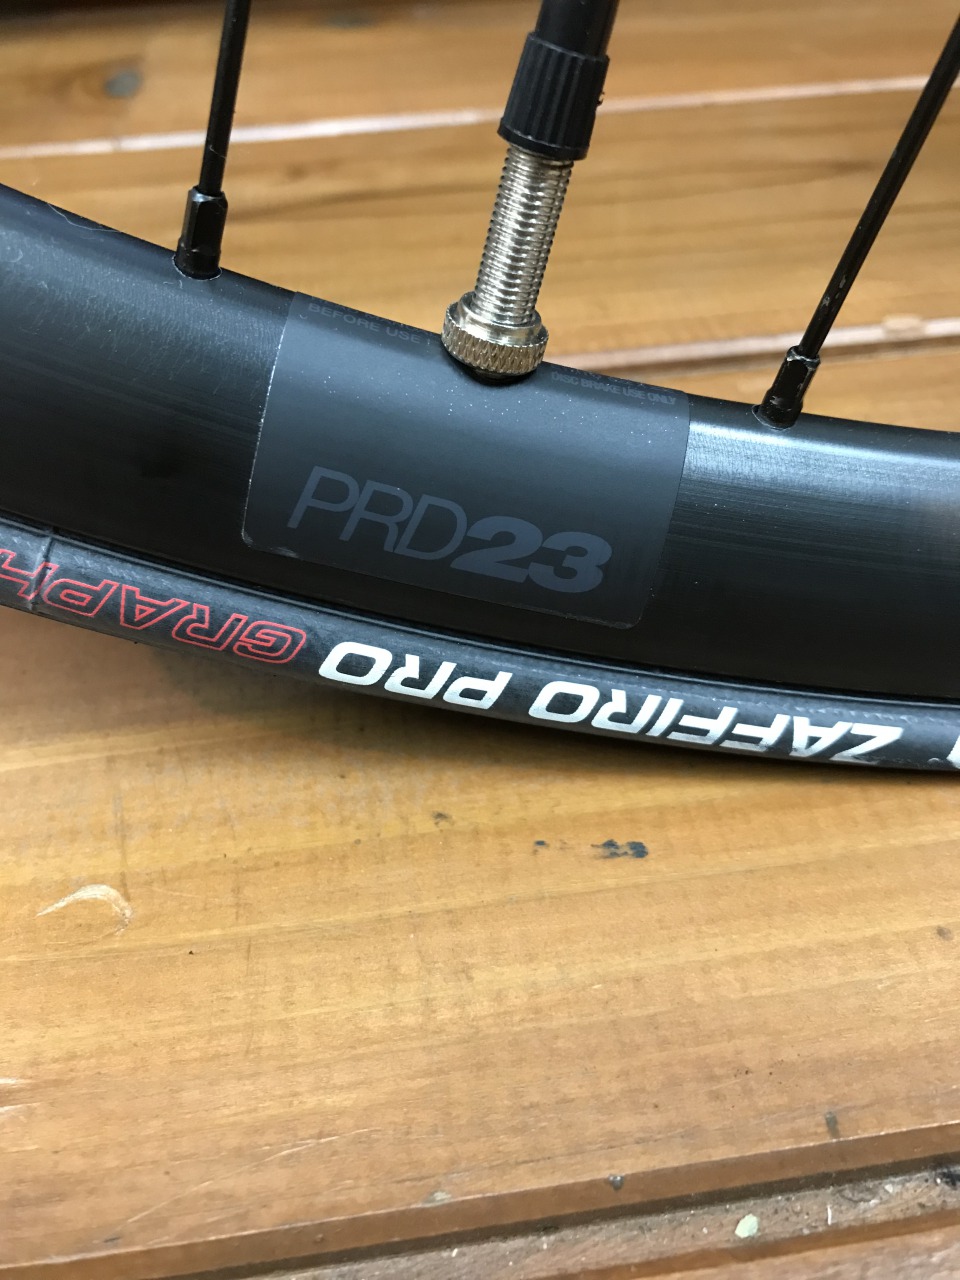 BEFORE USE !
DISC BRAKE USE ONLY
PRD23
ZAFFIRO PRO GRAPH